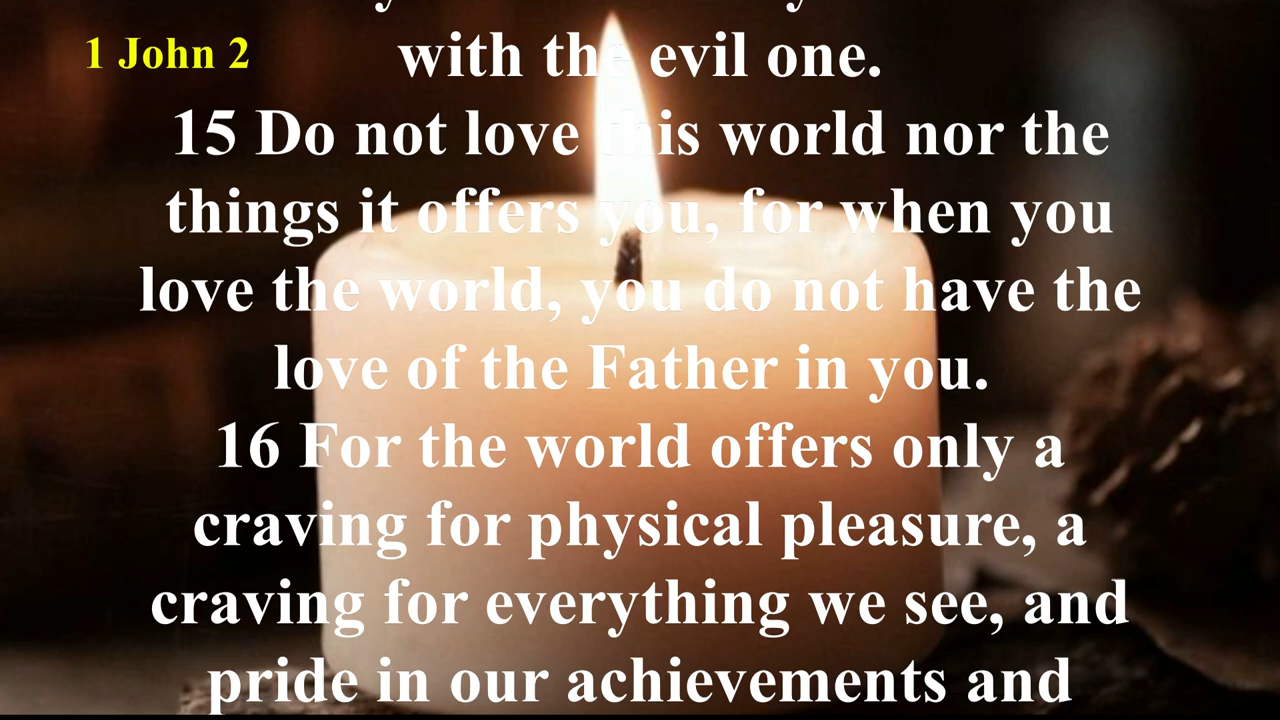 1 John 2
with the evil one.
15 Do not love this world nor the
things it offers you, for when you
love the world, you do not have the
love of the Father in you.
16 For the world offers only a
craving for physical pleasure, a
craving for everything we see, and
pride in our achievements and